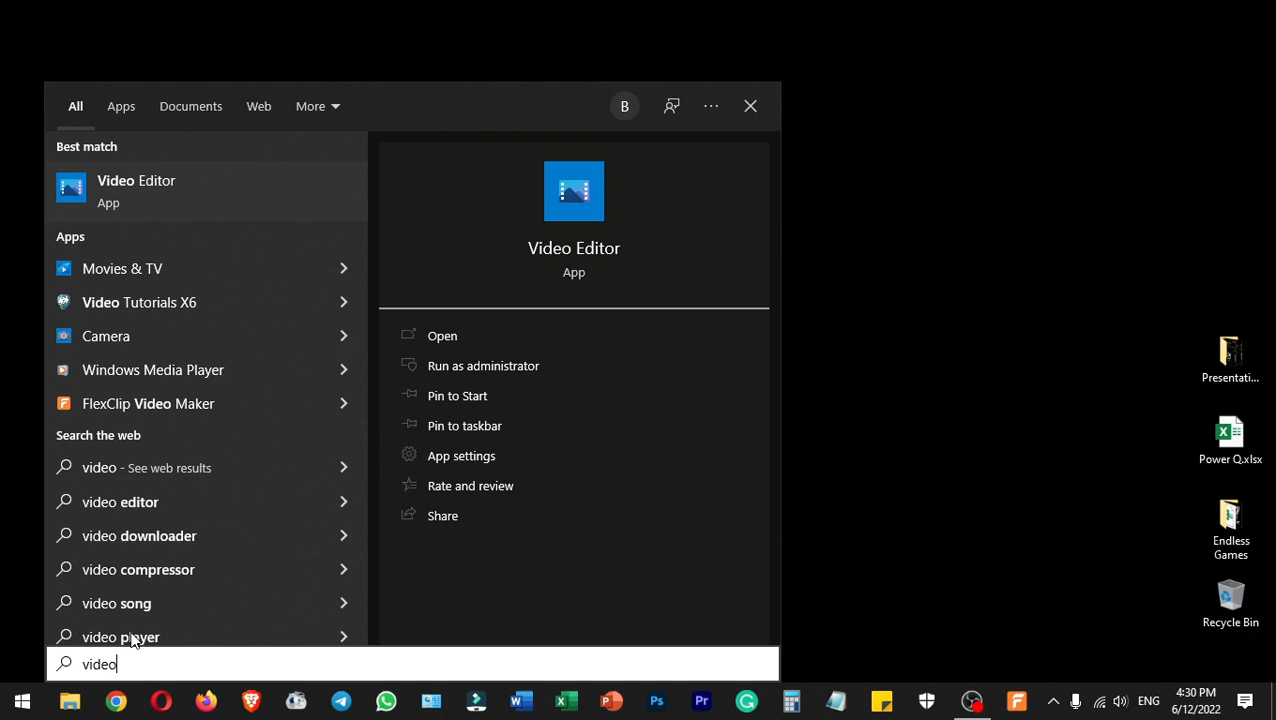 All Apps Documents Web More B
Best match
Video Editor
App
Apps
Movies & TV
Video Tutorials X6
Camera
Windows Media Player
FlexClip Video Maker
Search the web
video - See web results
video editor
video downloader
video compressor
video song
video player
video
Video Editor
App
Open
Run as administrator
Pin to Start
Pin to taskbar
App settings
Rate and review
Share
Presentati...
Power Q.xlsx
Endless
Games
Recycle Bin
ENG
4:30 PM
6/12/2022